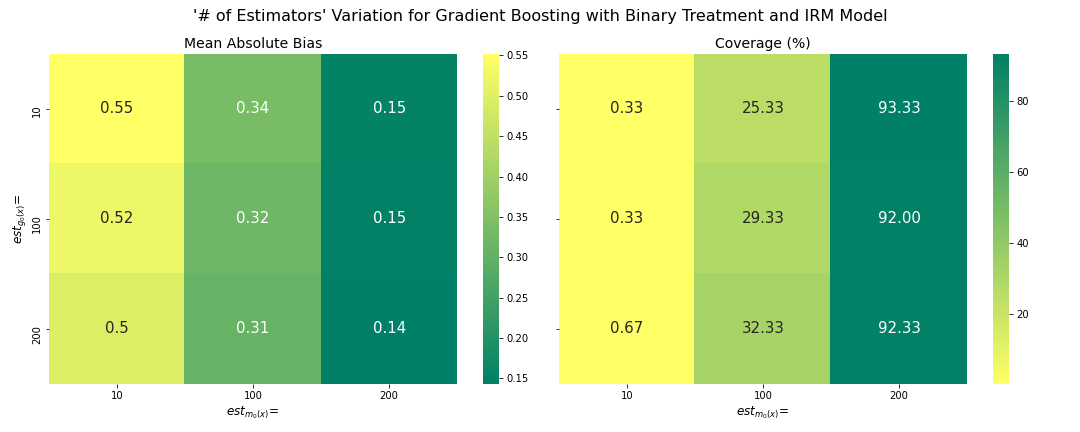 '# of Estimators' Variation for Gradient Boosting with Binary Treatment and IRM Model
Mean Absolute Bias
0.55 0.34 0.15
0.52 0.32 0.15
0.5 0.31 0.14
10
100
200
10 100 200
est_{g_0(x)}=
est_{m_0(x)}=
0.55
0.50
0.45
0.40
0.35
0.30
0.25
0.20
0.15
Coverage (%)
0.33 25.33 93.33
0.33 29.33 92.00
0.67 32.33 92.33
10 100 200
est_{m_0(x)}=
80
60
40
20